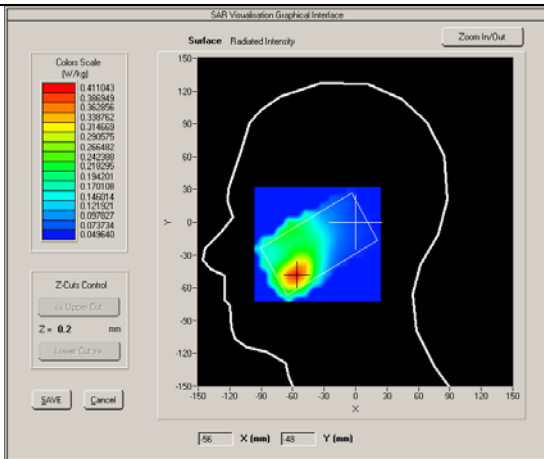 SAR Visualisation Graphical Interface
Surface Radiated Intensity
Zoom In/Out
Colors Scale
(W/kg)
0.411043
0.386949
0.362856
0.338762
0.314669
0.290575
0.266482
0.242388
0.218295
0.194201
0.170108
0.146014
0.121921
0.097827
0.073734
0.049640
Z-Cuts Control
<< Upper Cut
Z = 0.2 mm
Lower Cut >>
SAVE Cancel
150
120
90
60
30
0
-30
-60
-90
-120
-150
Y
-150 -120 -90 -60 -30 0 30 60 90 120 150
X
-56 X (mm) -48 Y (mm)